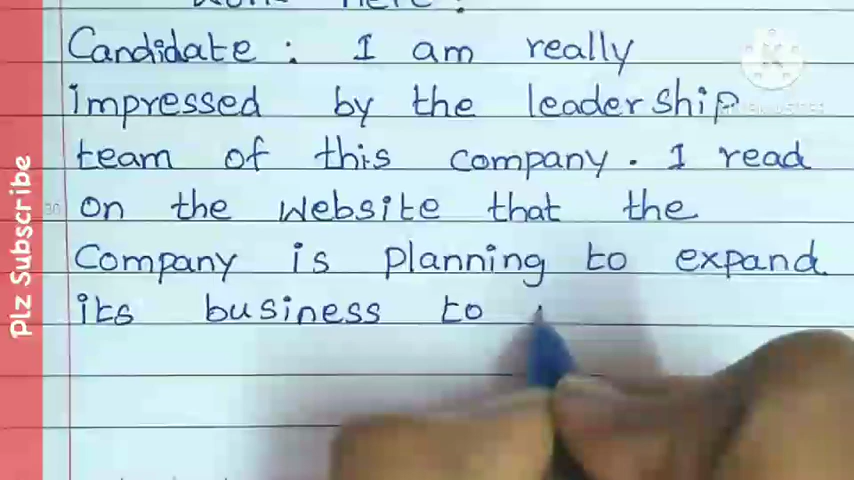 here?
Candidate: I am really
impressed by the leadership
team of this company. I read
on the website that the
Company is planning to expand
its business to
Plz Subscribe